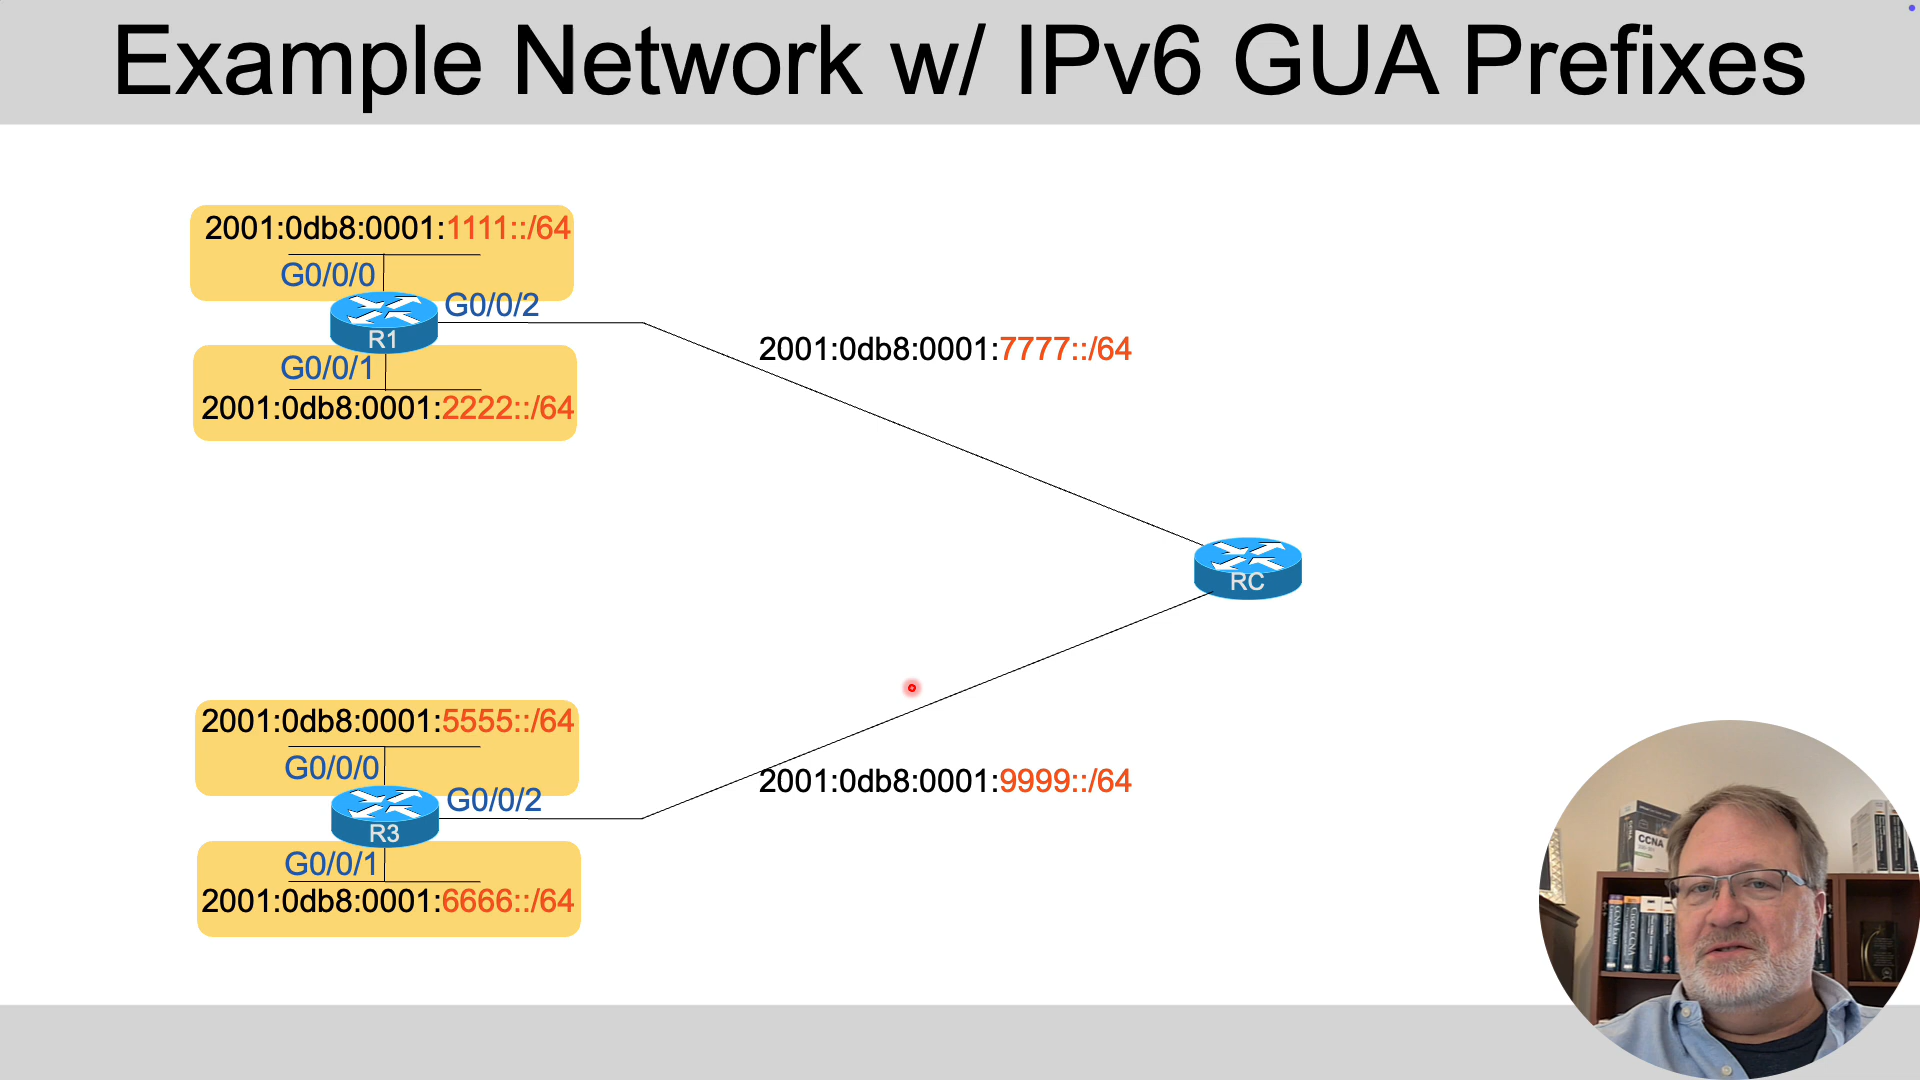 Example Network w/ IPv6 GUA Prefixes
2001:0db8:0001:1111::/64
G0/0/0
G0/0/2
R1
G0/0/1
2001:0db8:0001:2222::/64
2001:0db8:0001:7777::/64
RC
2001:0db8:0001:5555::/64
G0/0/0
G0/0/2
R3
G0/0/1
2001:0db8:0001:6666::/64
2001:0db8:0001:9999::/64
CCNA